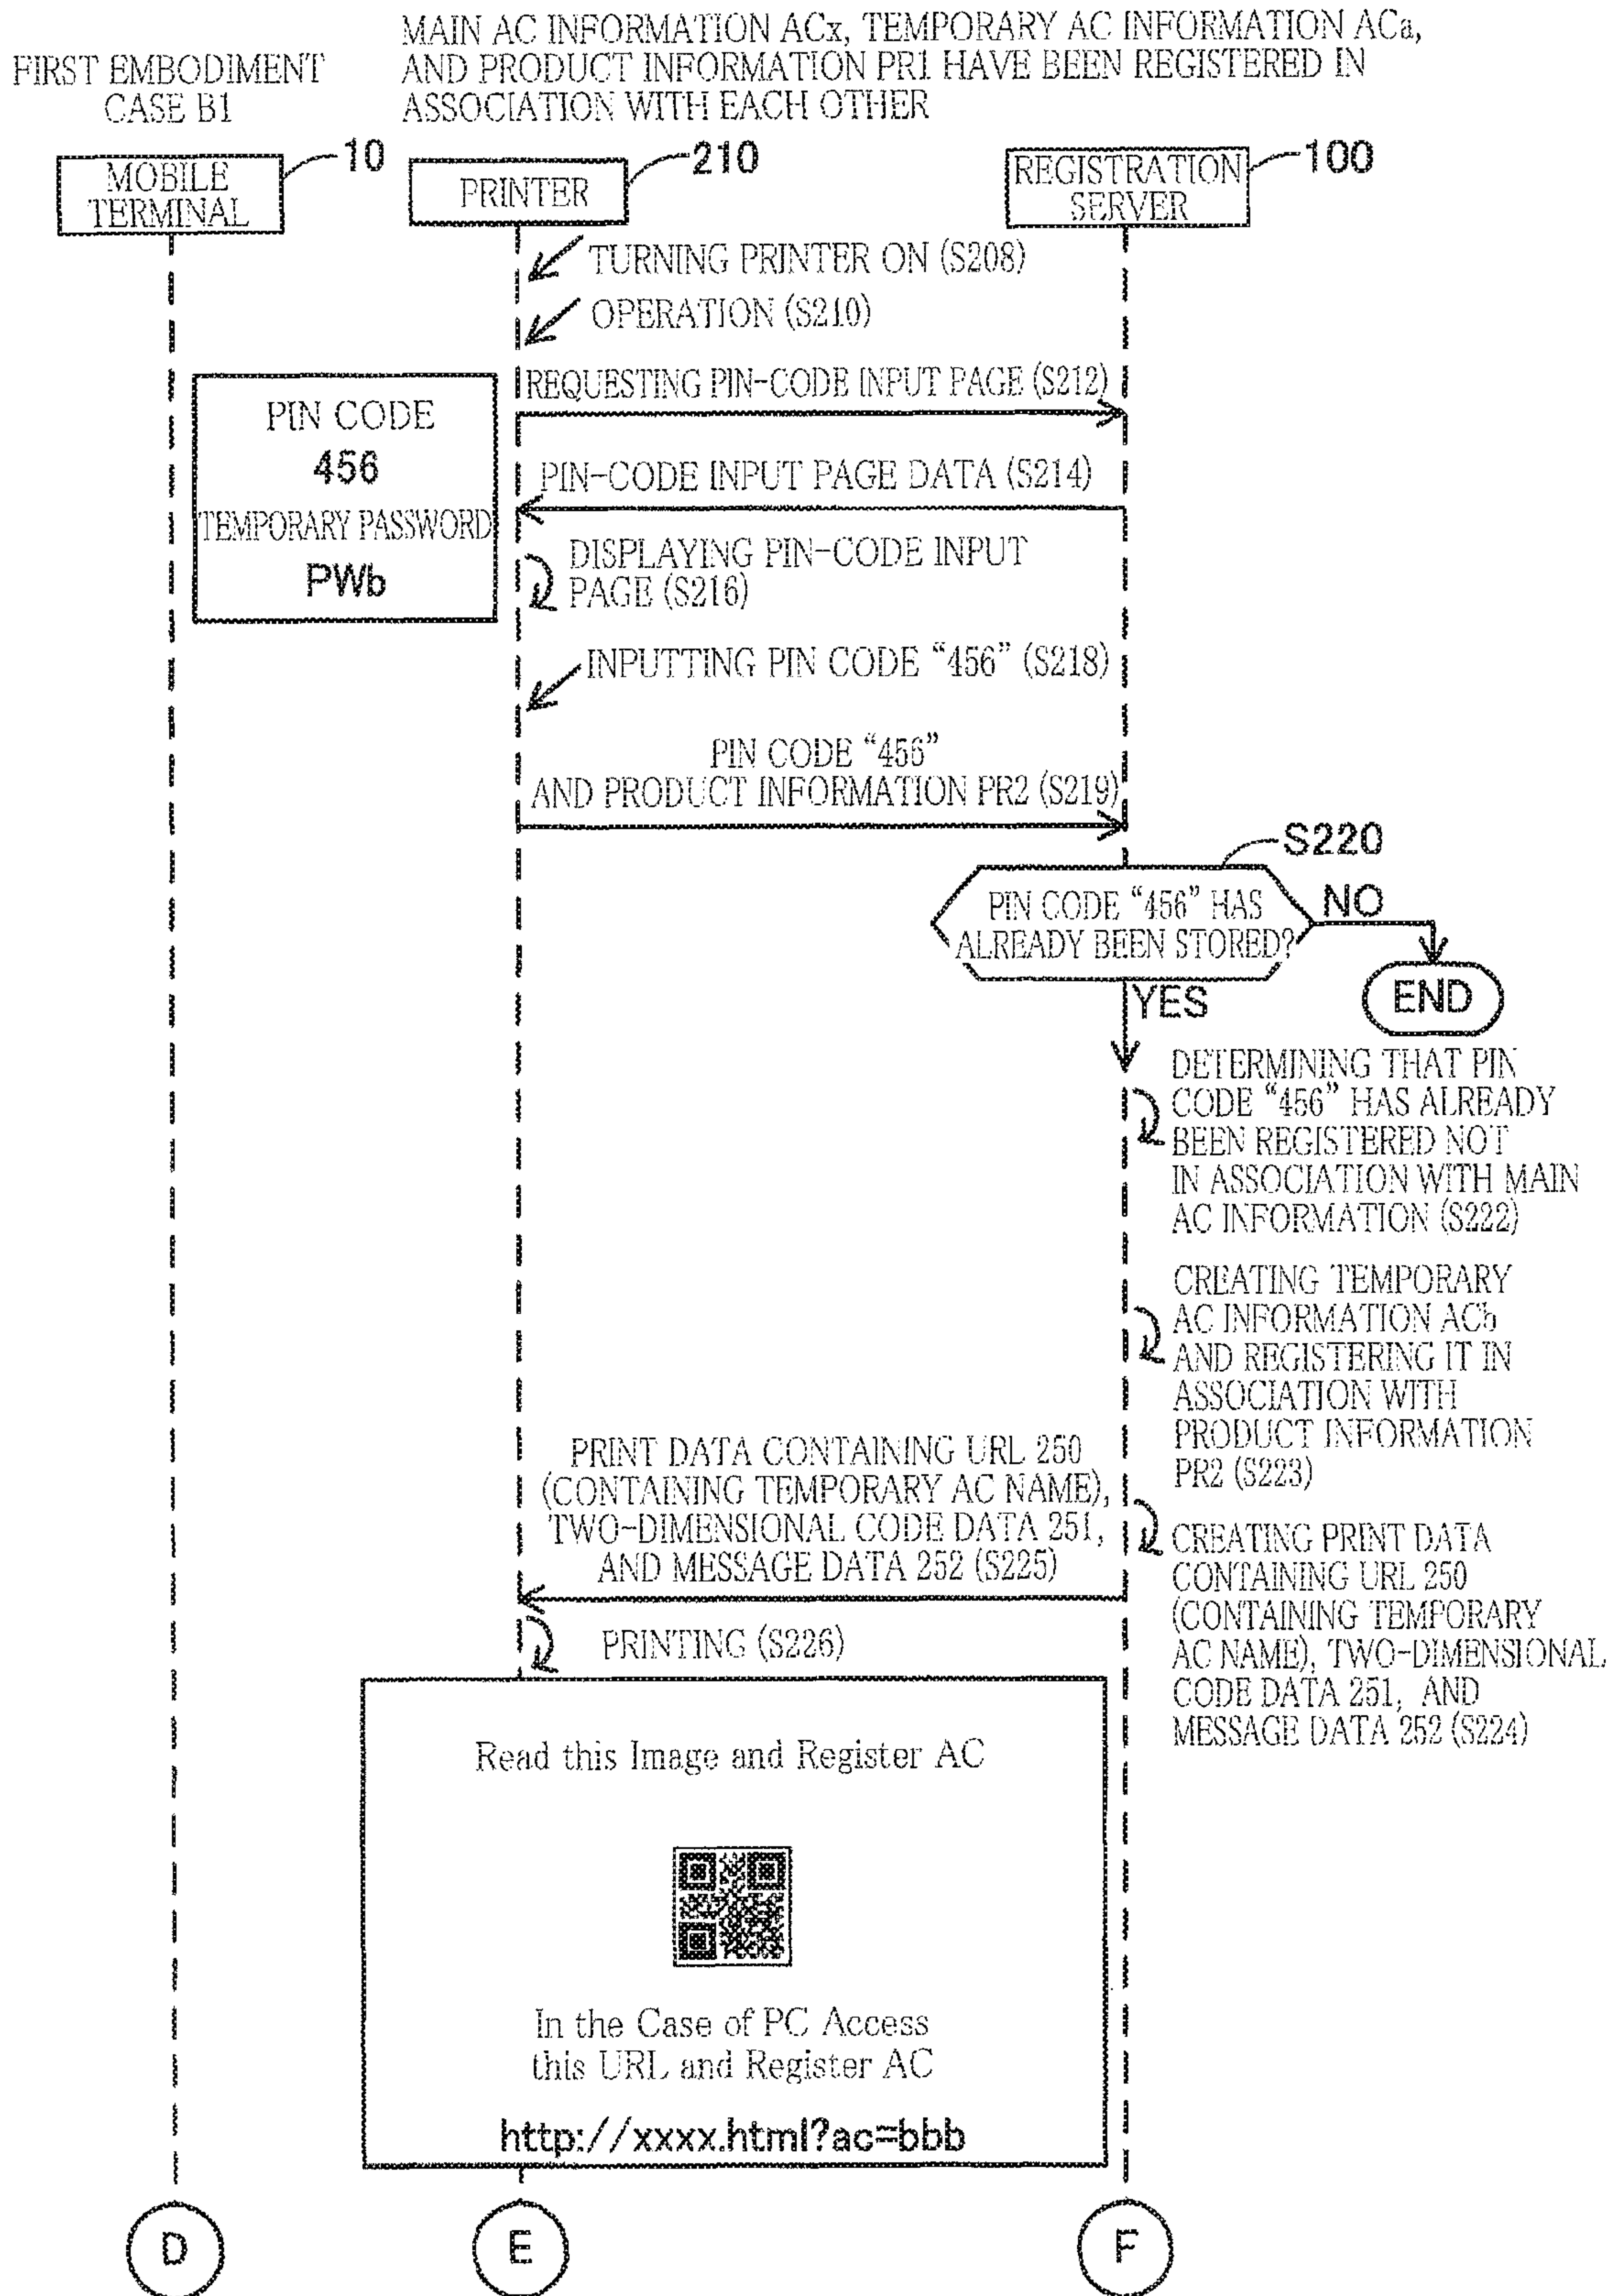 FIRST EMBODIMENT
CASE B1
MAIN AC INFORMATION ACx, TEMPORARY AC INFORMATION ACa,
AND PRODUCT INFORMATION PR1 HAVE BEEN REGISTERED IN
ASSOCIATION WITH EACH OTHER
MOBILE
TERMINAL
10
PRINTER
210
REGISTRATION
SERVER
100
TURNING PRINTER ON (S208)
OPERATION (S210)
REQUESTING PIN-CODE INPUT PAGE (S212)
PIN CODE
456
TEMPORARY PASSWORD
PWb
PIN-CODE INPUT PAGE DATA (S214)
DISPLAYING PIN-CODE INPUT
PAGE (S216)
INPUTTING PIN CODE “456” (S218)
PIN CODE “456”
AND PRODUCT INFORMATION PR2 (S219)
S220
PIN CODE “456” HAS
ALREADY BEEN STORED?
NO
END
YES
DETERMINING THAT PIN
CODE “456” HAS ALREADY
BEEN REGISTERED NOT
IN ASSOCIATION WITH MAIN
AC INFORMATION (S222)
CREATING TEMPORARY
AC INFORMATION ACb
AND REGISTERING IT IN
ASSOCIATION WITH
PRODUCT INFORMATION
PR2 (S223)
CREATING PRINT DATA
CONTAINING URL 250
(CONTAINING TEMPORARY
AC NAME), TWO-DIMENSIONAL
CODE DATA 251, AND
MESSAGE DATA 252 (S224)
PRINT DATA CONTAINING URL 250
(CONTAINING TEMPORARY AC NAME),
TWO-DIMENSIONAL CODE DATA 251,
AND MESSAGE DATA 252 (S225)
PRINTING (S226)
Read this Image and Register AC
In the Case of PC Access
this URL and Register AC
http://xxxx.html?ac=bbb
D
E
F